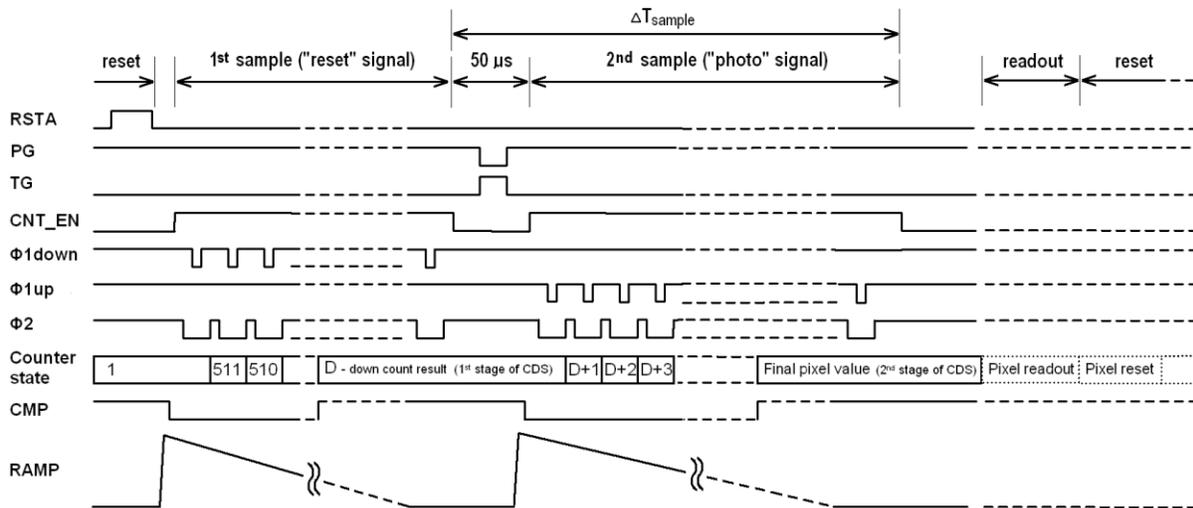 △Tsample
reset 1st sample ("reset" signal) 50 µs 2nd sample ("photo" signal) readout reset
RSTA
PG
TG
CNT_EN
Φ1down
Φ1up
Φ2
Counter state 1 511 510 D - down count result (1st stage of CDS) D+1 D+2 D+3 Final pixel value (2nd stage of CDS) Pixel readout Pixel reset
CMP
RAMP